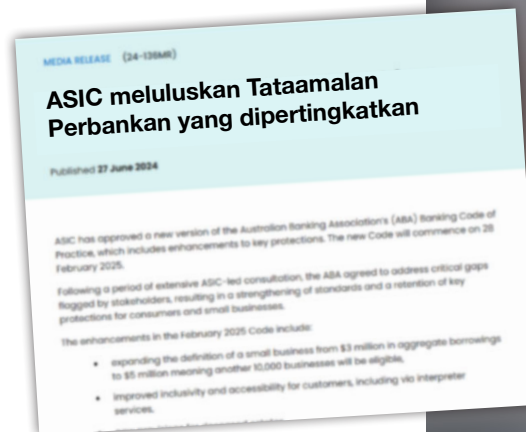 MEDIA RELEASE (24-138MR)
ASIC meluluskan Tataamalan
Perbankan yang dipertingkatkan
Published 27 June 2024
ASIC has approved a new version of the Australian Banking Association's (ABA) Banking Code of
Practice, which includes enhancements to key protections. The new Code will commence on 28
February 2025.
Following a period of extensive ASIC-led consultation, the ABA agreed to address critical gaps
flagged by stakeholders, resulting in a strengthening of standards and a retention of key
protections for consumers and small businesses.
The enhancements in the February 2025 Code include:
• expanding the definition of a small business from $3 million in aggregate borrowings
to $5 million meaning another 10,000 businesses will be eligible,
• improved inclusivity and accessibility for customers, including via interpreter
services.